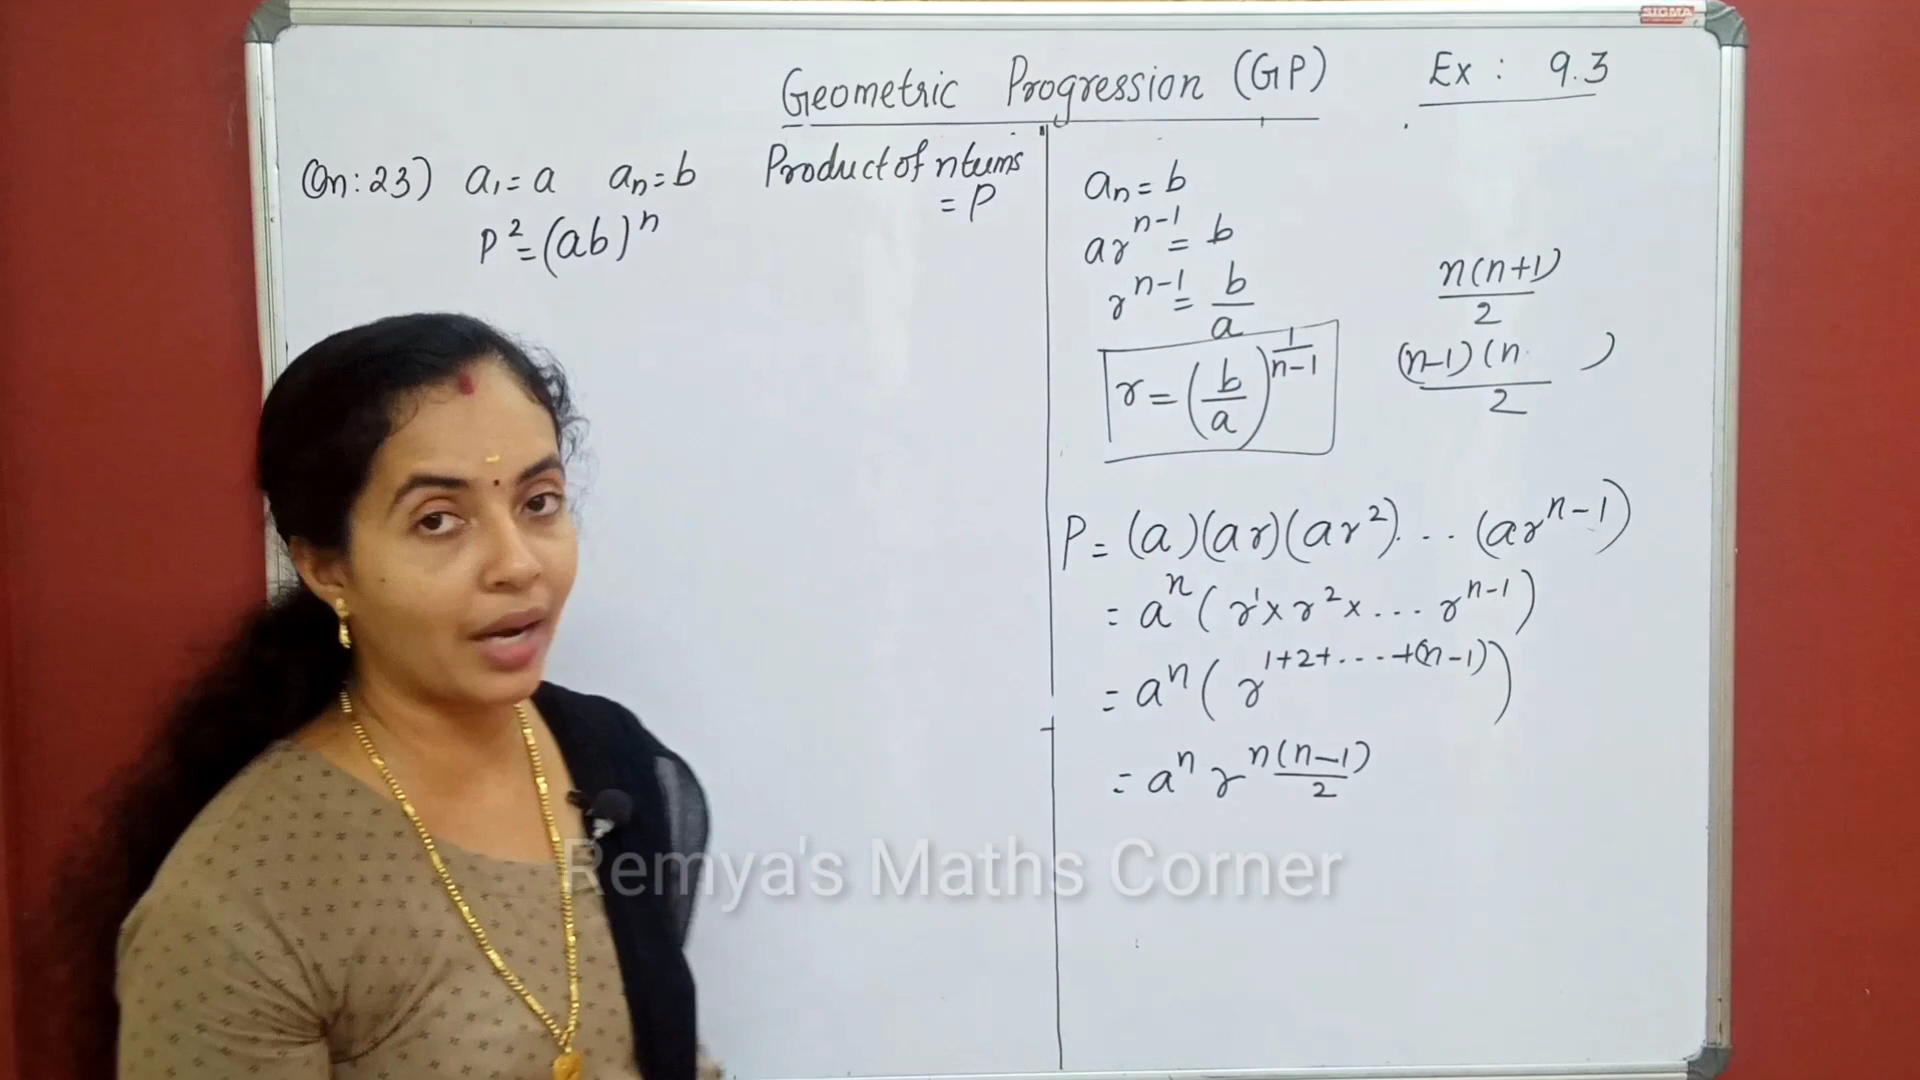 SIGMA
Geometric Progression (GP)
Ex : 9.3
Qn: 23) a₁ = a aₙ = b Product of n terms
= P
P² = (ab)ⁿ
aₙ = b
arⁿ⁻¹ = b
rⁿ⁻¹ = b/a
r = (b/a)^(1/(n-1))
n(n+1)/2
(n-1)(n )/2
P = (a)(ar)(ar²)... (arⁿ⁻¹)
= aⁿ (r¹ × r² × ... rⁿ⁻¹)
= aⁿ (r^(1+2+....+(n-1)))
= aⁿ r^(n(n-1)/2)
Remya's Maths Corner